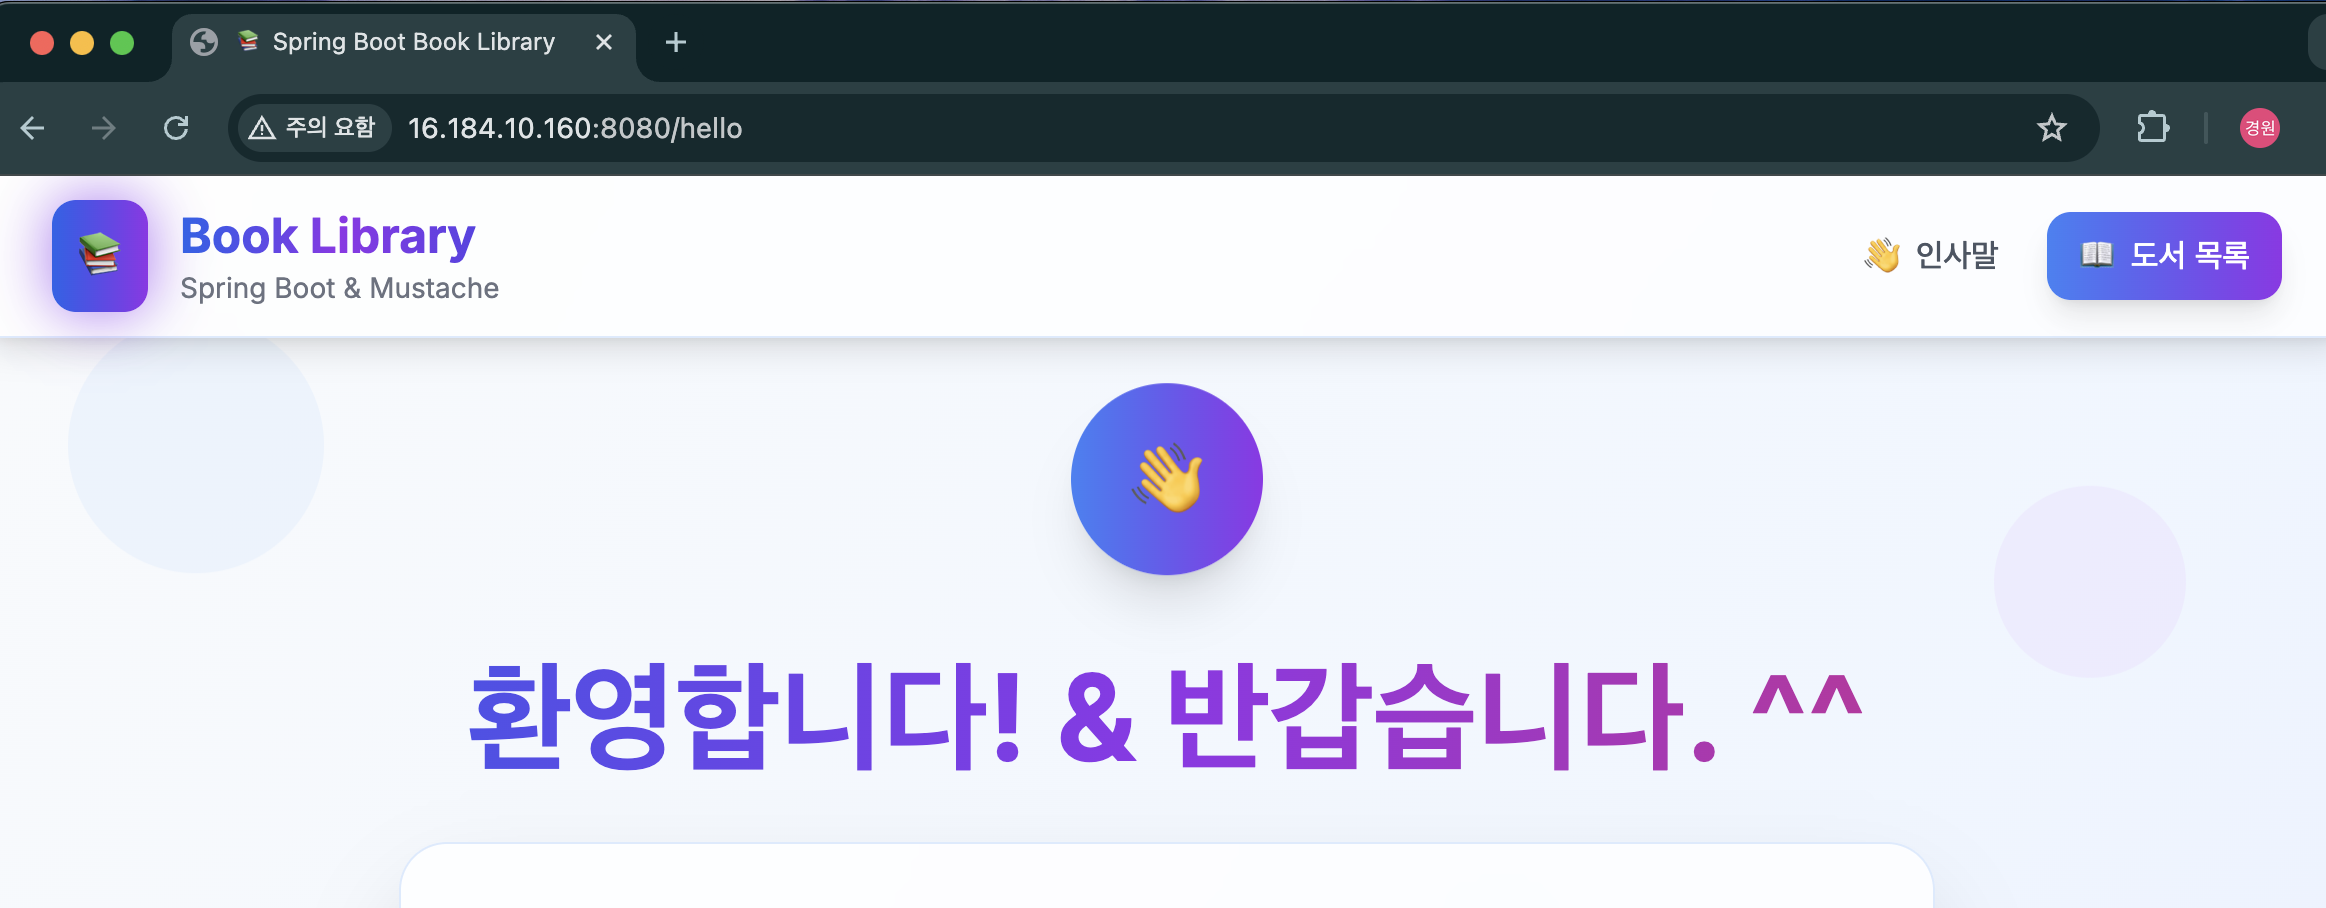 Spring Boot Book Library
주의 요함 16.184.10.160:8080/hello
경원
Book Library
Spring Boot & Mustache
인사말
도서 목록
환영합니다! & 반갑습니다. ^^